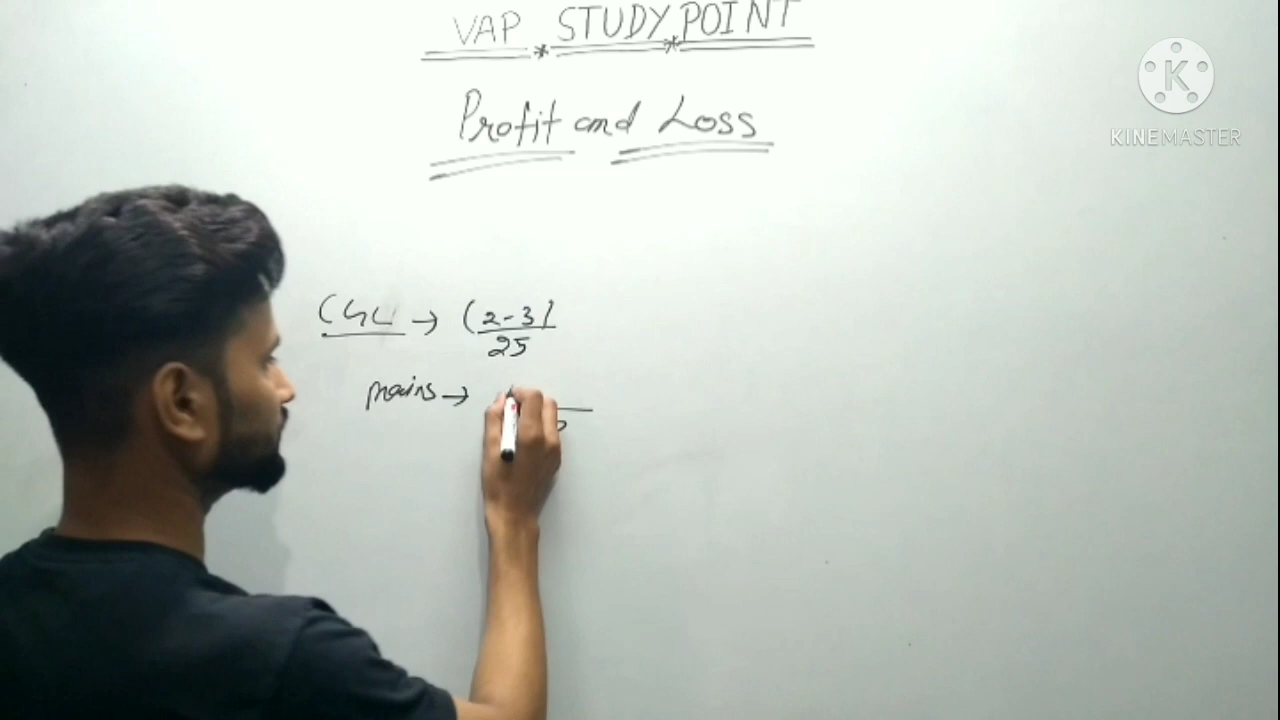 VAP * STUDY * POINT
Profit and Loss
CGL → (2-3)
25
mains →
K
KINEMASTER